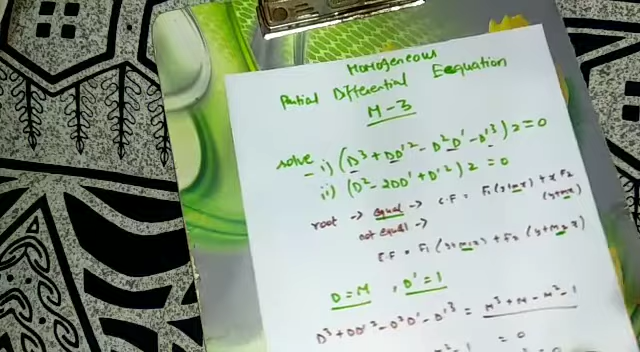 Homogeneous
Partial Differential Eequation
M-3
solve i) (D³ + DD'² - D²D' - D'³) z = 0
ii) (D² - 2DD' + D'²) z = 0
root → equal → C.F = F₁(y+mx) + x F₂
(y+mx)
not equal →
C.F = F₁ (y+m₁x) + F₂ (y+m₂x)
D = M , D' = 1
D³ + DD'² - D²D' - D'³ = M³ + M - M² - 1
= 0